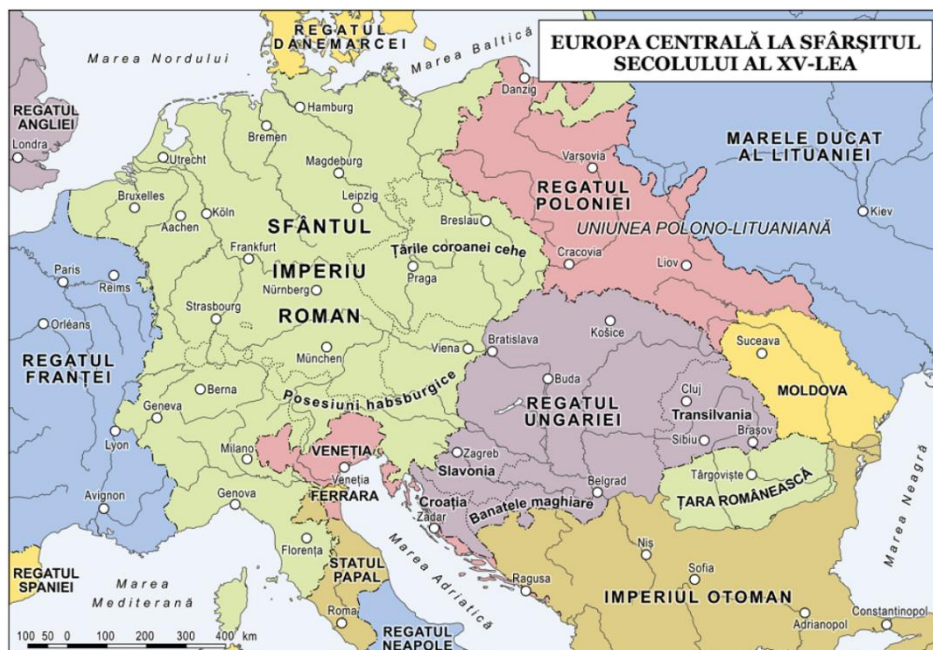 EUROPA CENTRALĂ LA SFÂRȘITUL
SECOLULUI AL XV-LEA
REGATUL
DANEMARCEI
Marea Nordului
Marea Baltică
REGATUL
ANGLIEI
Londra
Hamburg
Bremen
Utrecht
Magdeburg
Leipzig
Bruxelles
Aachen
Köln
SFÂNTUL
IMPERIU
ROMAN
Frankfurt
Nürnberg
Strasbourg
München
Breslau
Țările coroanei cehe
Praga
Viena
Posesiuni habsburgice
Danzig
Varșovia
REGATUL
POLONIEI
UNIUNEA POLONO-LITUANIANĂ
Cracovia
Liov
MARELE DUCAT
AL LITUANIEI
Kiev
Paris
Reims
Orléans
REGATUL
FRANȚEI
Berna
Geneva
Lyon
Avignon
Milano
Genova
VENEȚIA
Veneția
FERRARA
Florența
STATUL
PAPAL
Roma
REGATUL
NEAPOLE
REGATUL
SPANIEI
Marea
Mediterană
Marea Adriatică
Bratislava
Košice
Buda
REGATUL
UNGARIEI
Cluj
Transilvania
Sibiu
Brașov
Zagreb
Slavonia
Croația
Zadar
Banatele maghiare
Belgrad
Suceava
MOLDOVA
Târgoviște
ȚARA ROMÂNEASCĂ
Marea Neagră
Niș
Sofia
Ragusa
IMPERIUL OTOMAN
Constantinopol
Adrianopol
100 50 0 100 200 300 400 km